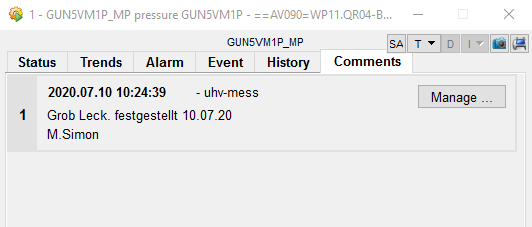 1 - GUN5VM1P_MP pressure GUN5VM1P - ==AV090=WP11.QR04-B...
GUN5VM1P_MP SA T D I
Status Trends Alarm Event History Comments
2020.07.10 10:24:39 - uhv-mess Manage ...
1 Grob Leck. festgestellt 10.07.20
M.Simon